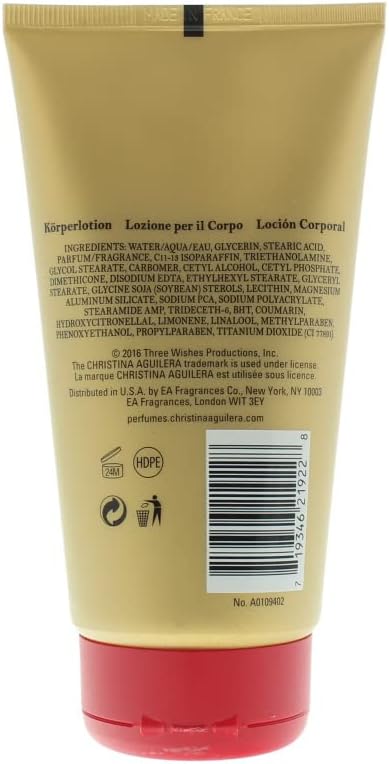 MADE IN FRANCE
Körperlotion Lozione per il Corpo Loción Corporal
INGREDIENTS: WATER/AQUA/EAU, GLYCERIN, STEARIC ACID,
PARFUM/FRAGRANCE, C11-13 ISOPARAFFIN, TRIETHANOLAMINE,
GLYCOL STEARATE, CARBOMER, CETYL ALCOHOL, CETYL PHOSPHATE,
DIMETHICONE, DISODIUM EDTA, ETHYLHEXYL STEARATE, GLYCERYL
STEARATE, GLYCINE SOJA (SOYBEAN) STEROLS, LECITHIN, MAGNESIUM
ALUMINUM SILICATE, SODIUM PCA, SODIUM POLYACRYLATE,
STEARAMIDE AMP, TRIDECETH-6, BHT, COUMARIN,
HYDROXYCITRONELLAL, LIMONENE, LINALOOL, METHYLPARABEN,
PHENOXYETHANOL, PROPYLPARABEN, TITANIUM DIOXIDE (CI 77891)
© 2016 Three Wishes Productions, Inc.
The CHRISTINA AGUILERA trademark is used under license.
La marque CHRISTINA AGUILERA est utilisée sous license.
Distributed in U.S.A. by EA Fragrances Co., New York, NY 10003
EA Fragrances, London W1T 3EY
perfumes.christinaaguilera.com
24M
HDPE
7 19346 21922 8
No. A0109402